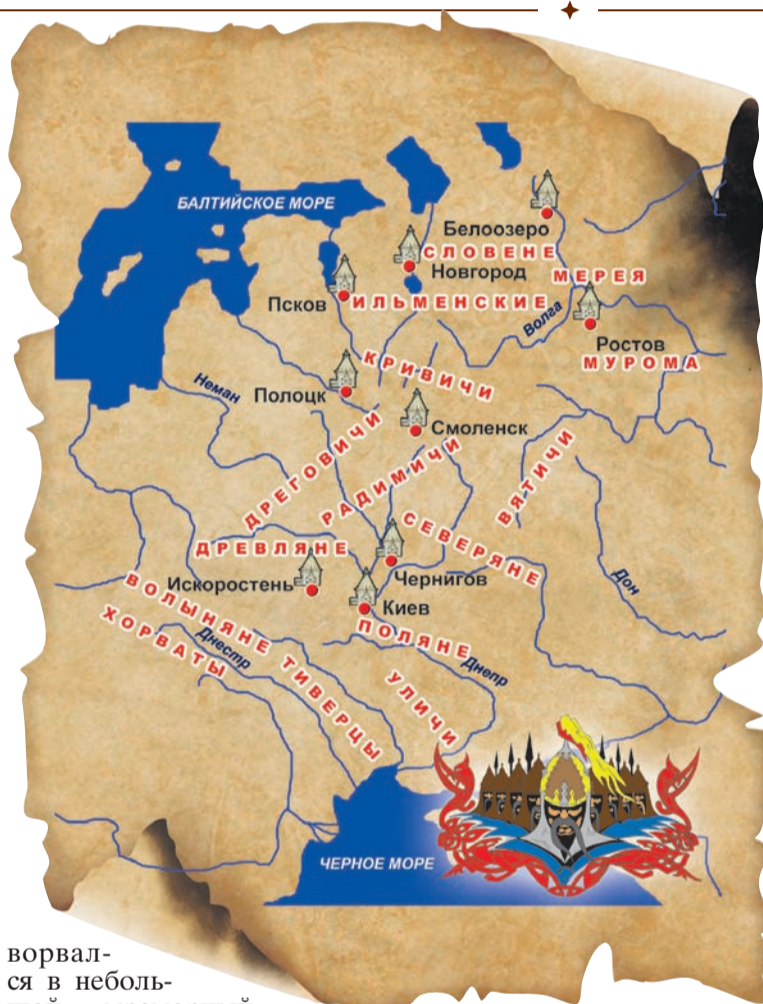 БАЛТИЙСКОЕ МОРЕ
Белоозеро
СЛОВЕНЕ
Новгород
МЕРЕЯ
Псков
ИЛЬМЕНСКИЕ
Волга
Ростов
МУРОМА
КРИВИЧИ
Неман
Полоцк
Смоленск
ДРЕГОВИЧИ
РАДИМИЧИ
ВЯТИЧИ
СЕВЕРЯНЕ
ДРЕВЛЯНЕ
Искоростень
Чернигов
Дон
Киев
ВОЛЫНЯНЕ
ХОРВАТЫ
Днестр
ПОЛЯНЕ
Днепр
ТИВЕРЦЫ
УЛИЧИ
ЧЕРНОЕ МОРЕ
ворвал-
ся в неболь-